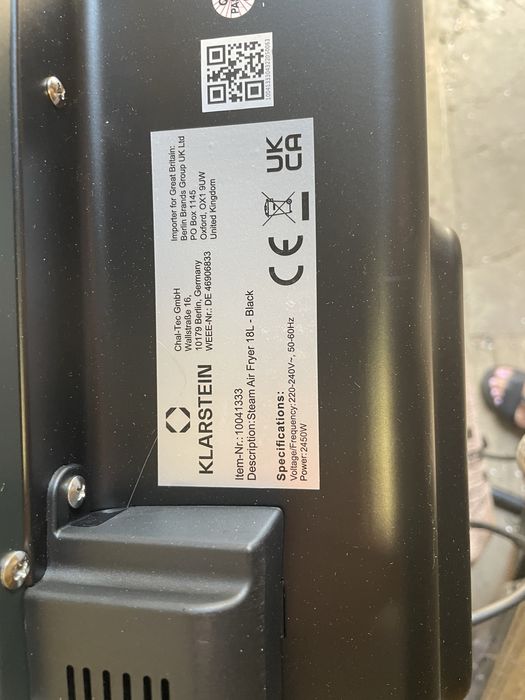 KLARSTEIN
Chal-Tec GmbH
Wallstraße 16,
10179 Berlin, Germany
WEEE-Nr.: DE 46906833
Importer for Great Britain:
Berlin Brands Group UK Ltd
PO Box 1145
Oxford, OX1 9UW
United Kingdom
Item-Nr.:10041333
Description:Steam Air Fryer 18L - Black
Specifications:
Voltage/Frequency:220-240V~, 50-60Hz
Power:2450W
CE
UK
CA